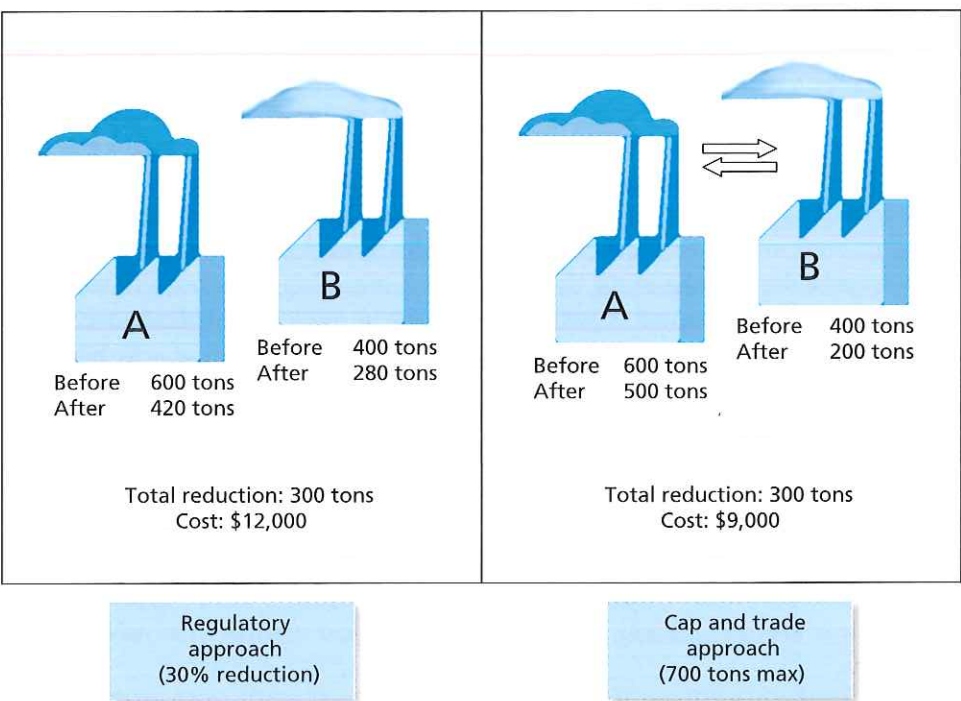 A
Before 600 tons
After 420 tons
B
Before 400 tons
After 280 tons
Total reduction: 300 tons
Cost: $12,000
Regulatory
approach
(30% reduction)
A
Before 600 tons
After 500 tons
B
Before 400 tons
After 200 tons
Total reduction: 300 tons
Cost: $9,000
Cap and trade
approach
(700 tons max)